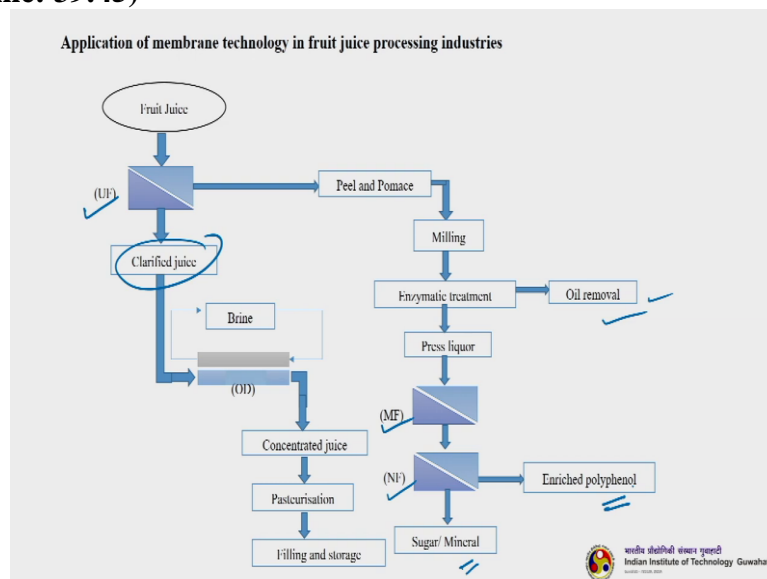 Application of membrane technology in fruit juice processing industries
Fruit Juice
(UF)
Peel and Pomace
Milling
Clarified juice
Enzymatic treatment
Oil removal
Brine
Press liquor
(OD)
(MF)
Concentrated juice
(NF)
Enriched polyphenol
Pasteurisation
Sugar/ Mineral
Filling and storage
भारतीय प्रौद्योगिकी संस्थान गुवाहाटी
Indian Institute of Technology Guwaha